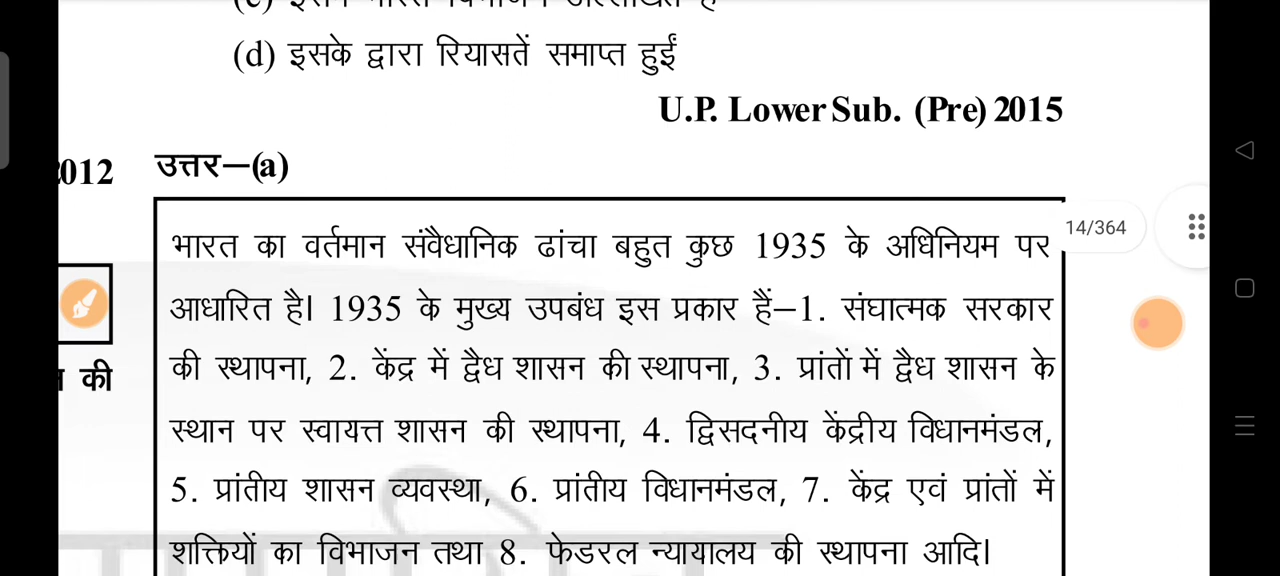 (d) इसके द्वारा रियासतें समाप्त हुईं
U.P. Lower Sub. (Pre) 2015
2012
उत्तर—(a)
भारत का वर्तमान संवैधानिक ढांचा बहुत कुछ 1935 के अधिनियम पर
14/364
आधारित है। 1935 के मुख्य उपबंध इस प्रकार हैं—1. संघात्मक सरकार
की स्थापना, 2. केंद्र में द्वैध शासन की स्थापना, 3. प्रांतों में द्वैध शासन के
की
स्थान पर स्वायत्त शासन की स्थापना, 4. द्विसदनीय केंद्रीय विधानमंडल,
5. प्रांतीय शासन व्यवस्था, 6. प्रांतीय विधानमंडल, 7. केंद्र एवं प्रांतों में
शक्तियों का विभाजन तथा 8. फेडरल न्यायालय की स्थापना आदि।